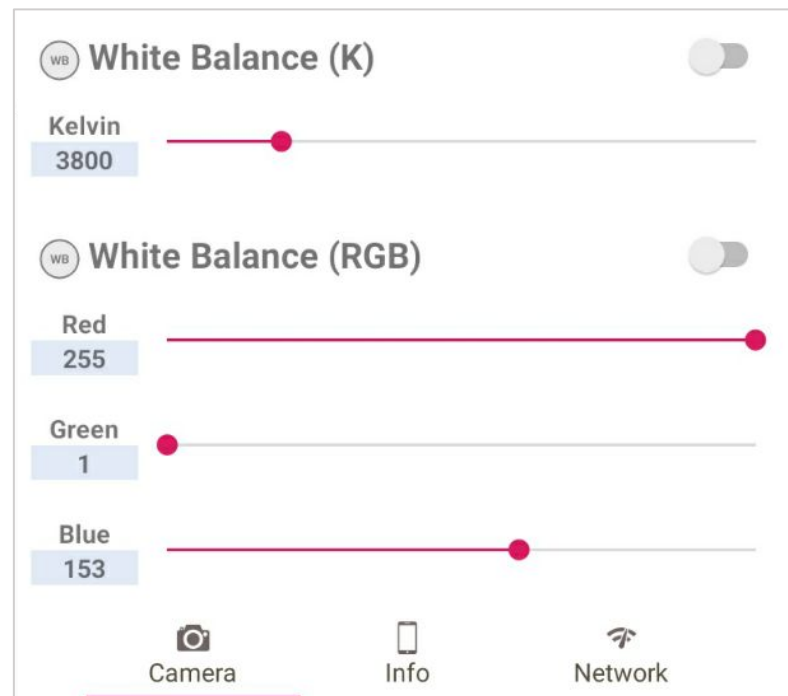 WB White Balance (K)
Kelvin
3800
WB White Balance (RGB)
Red
255
Green
1
Blue
153
Camera Info Network